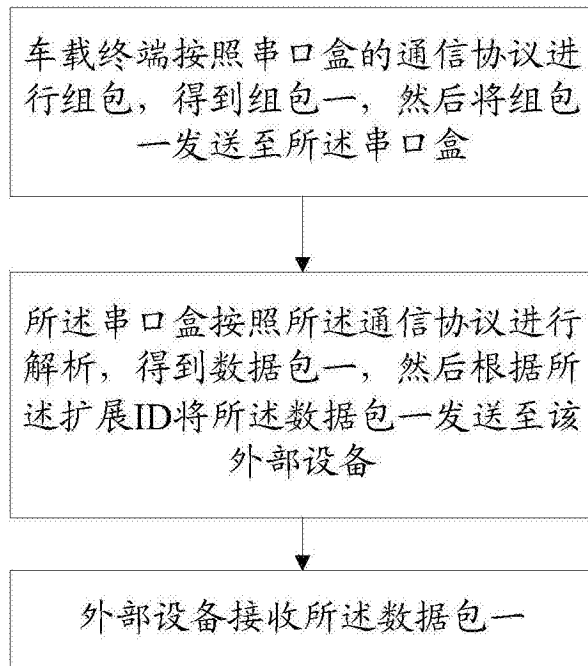 车载终端按照串口盒的通信协议进
行组包，得到组包一，然后将组包
一发送至所述串口盒
所述串口盒按照所述通信协议进行
解析，得到数据包一，然后根据所
述扩展ID将所述数据包一发送至该
外部设备
外部设备接收所述数据包一